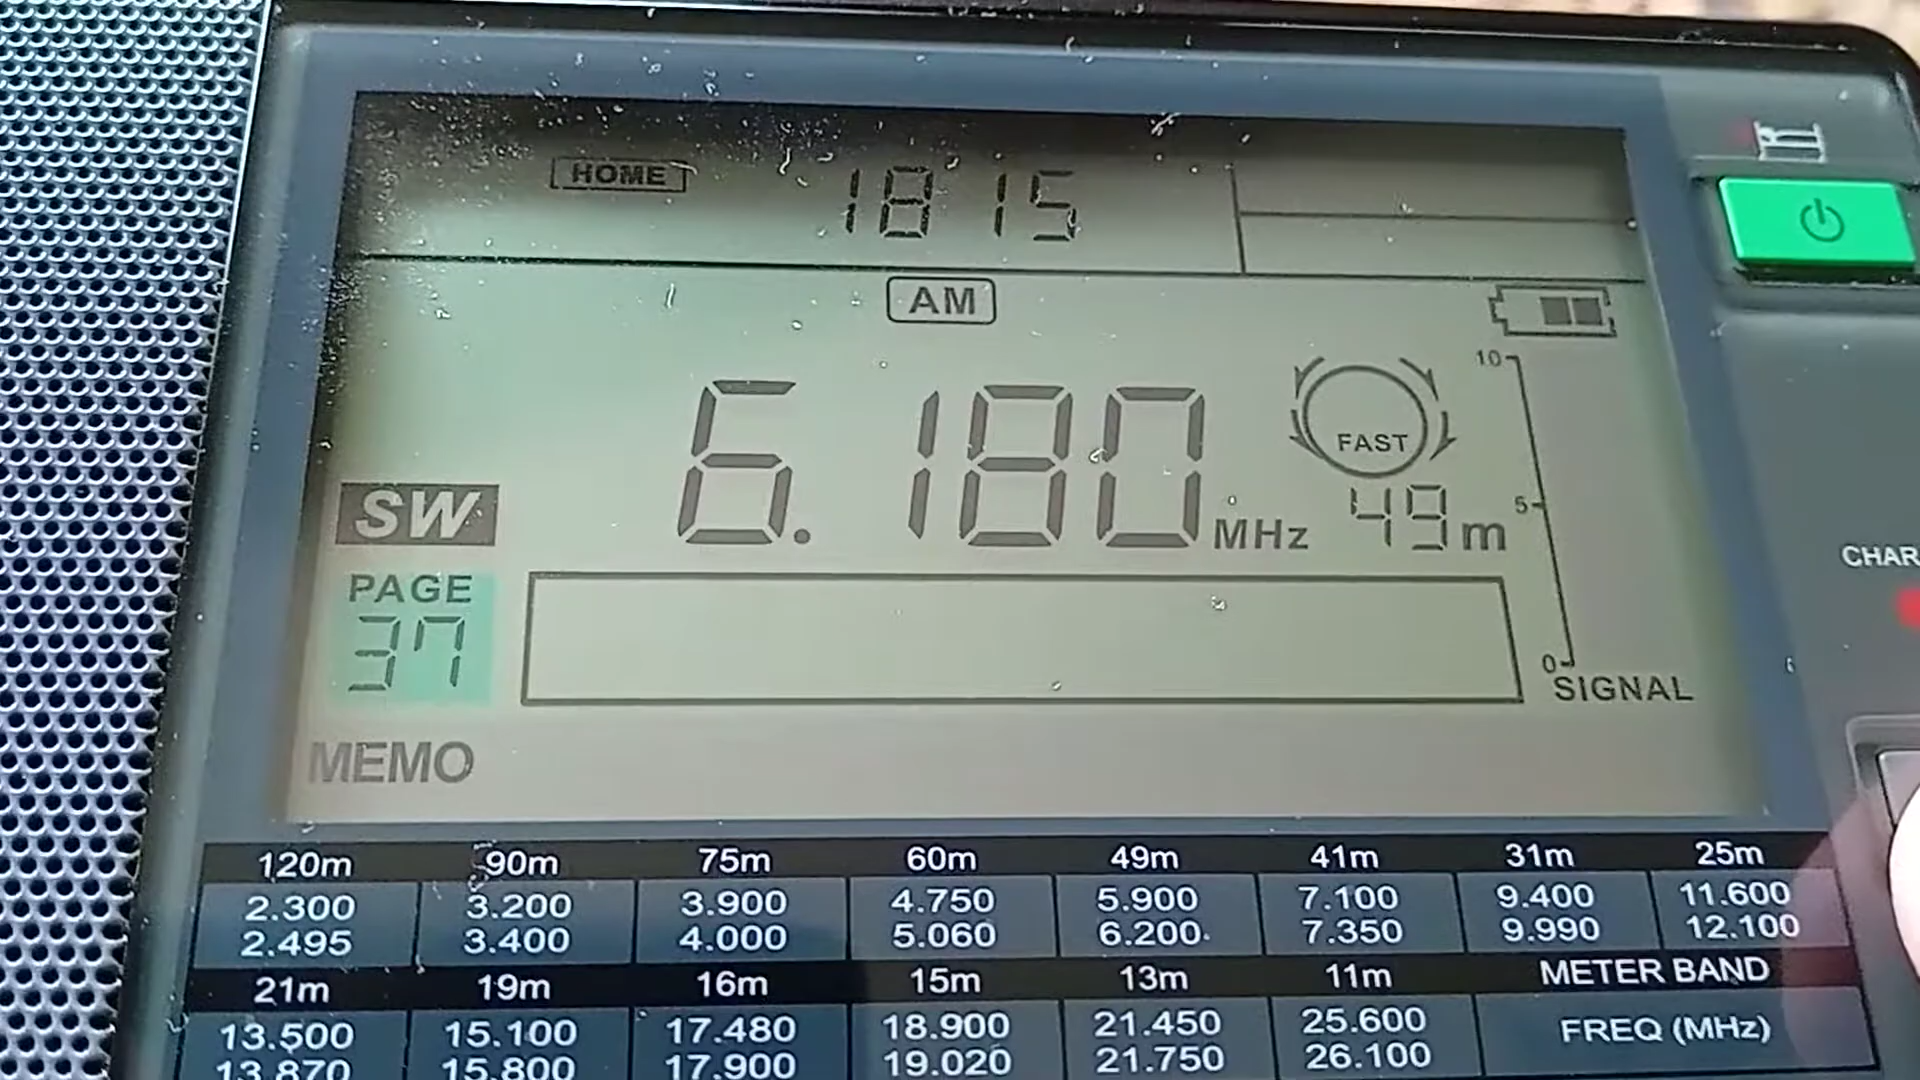 HOME 18 15
AM
10
FAST
6.180 MHz 49m
5
SW
PAGE
37
0
SIGNAL
MEMO
CHAR
120m 90m 75m 60m 49m 41m 31m 25m
2.300 3.200 3.900 4.750 5.900 7.100 9.400 11.600
2.495 3.400 4.000 5.060 6.200 7.350 9.990 12.100
21m 19m 16m 15m 13m 11m METER BAND
13.500 15.100 17.480 18.900 21.450 25.600 FREQ (MHz)
13.870 15.800 17.900 19.020 21.750 26.100